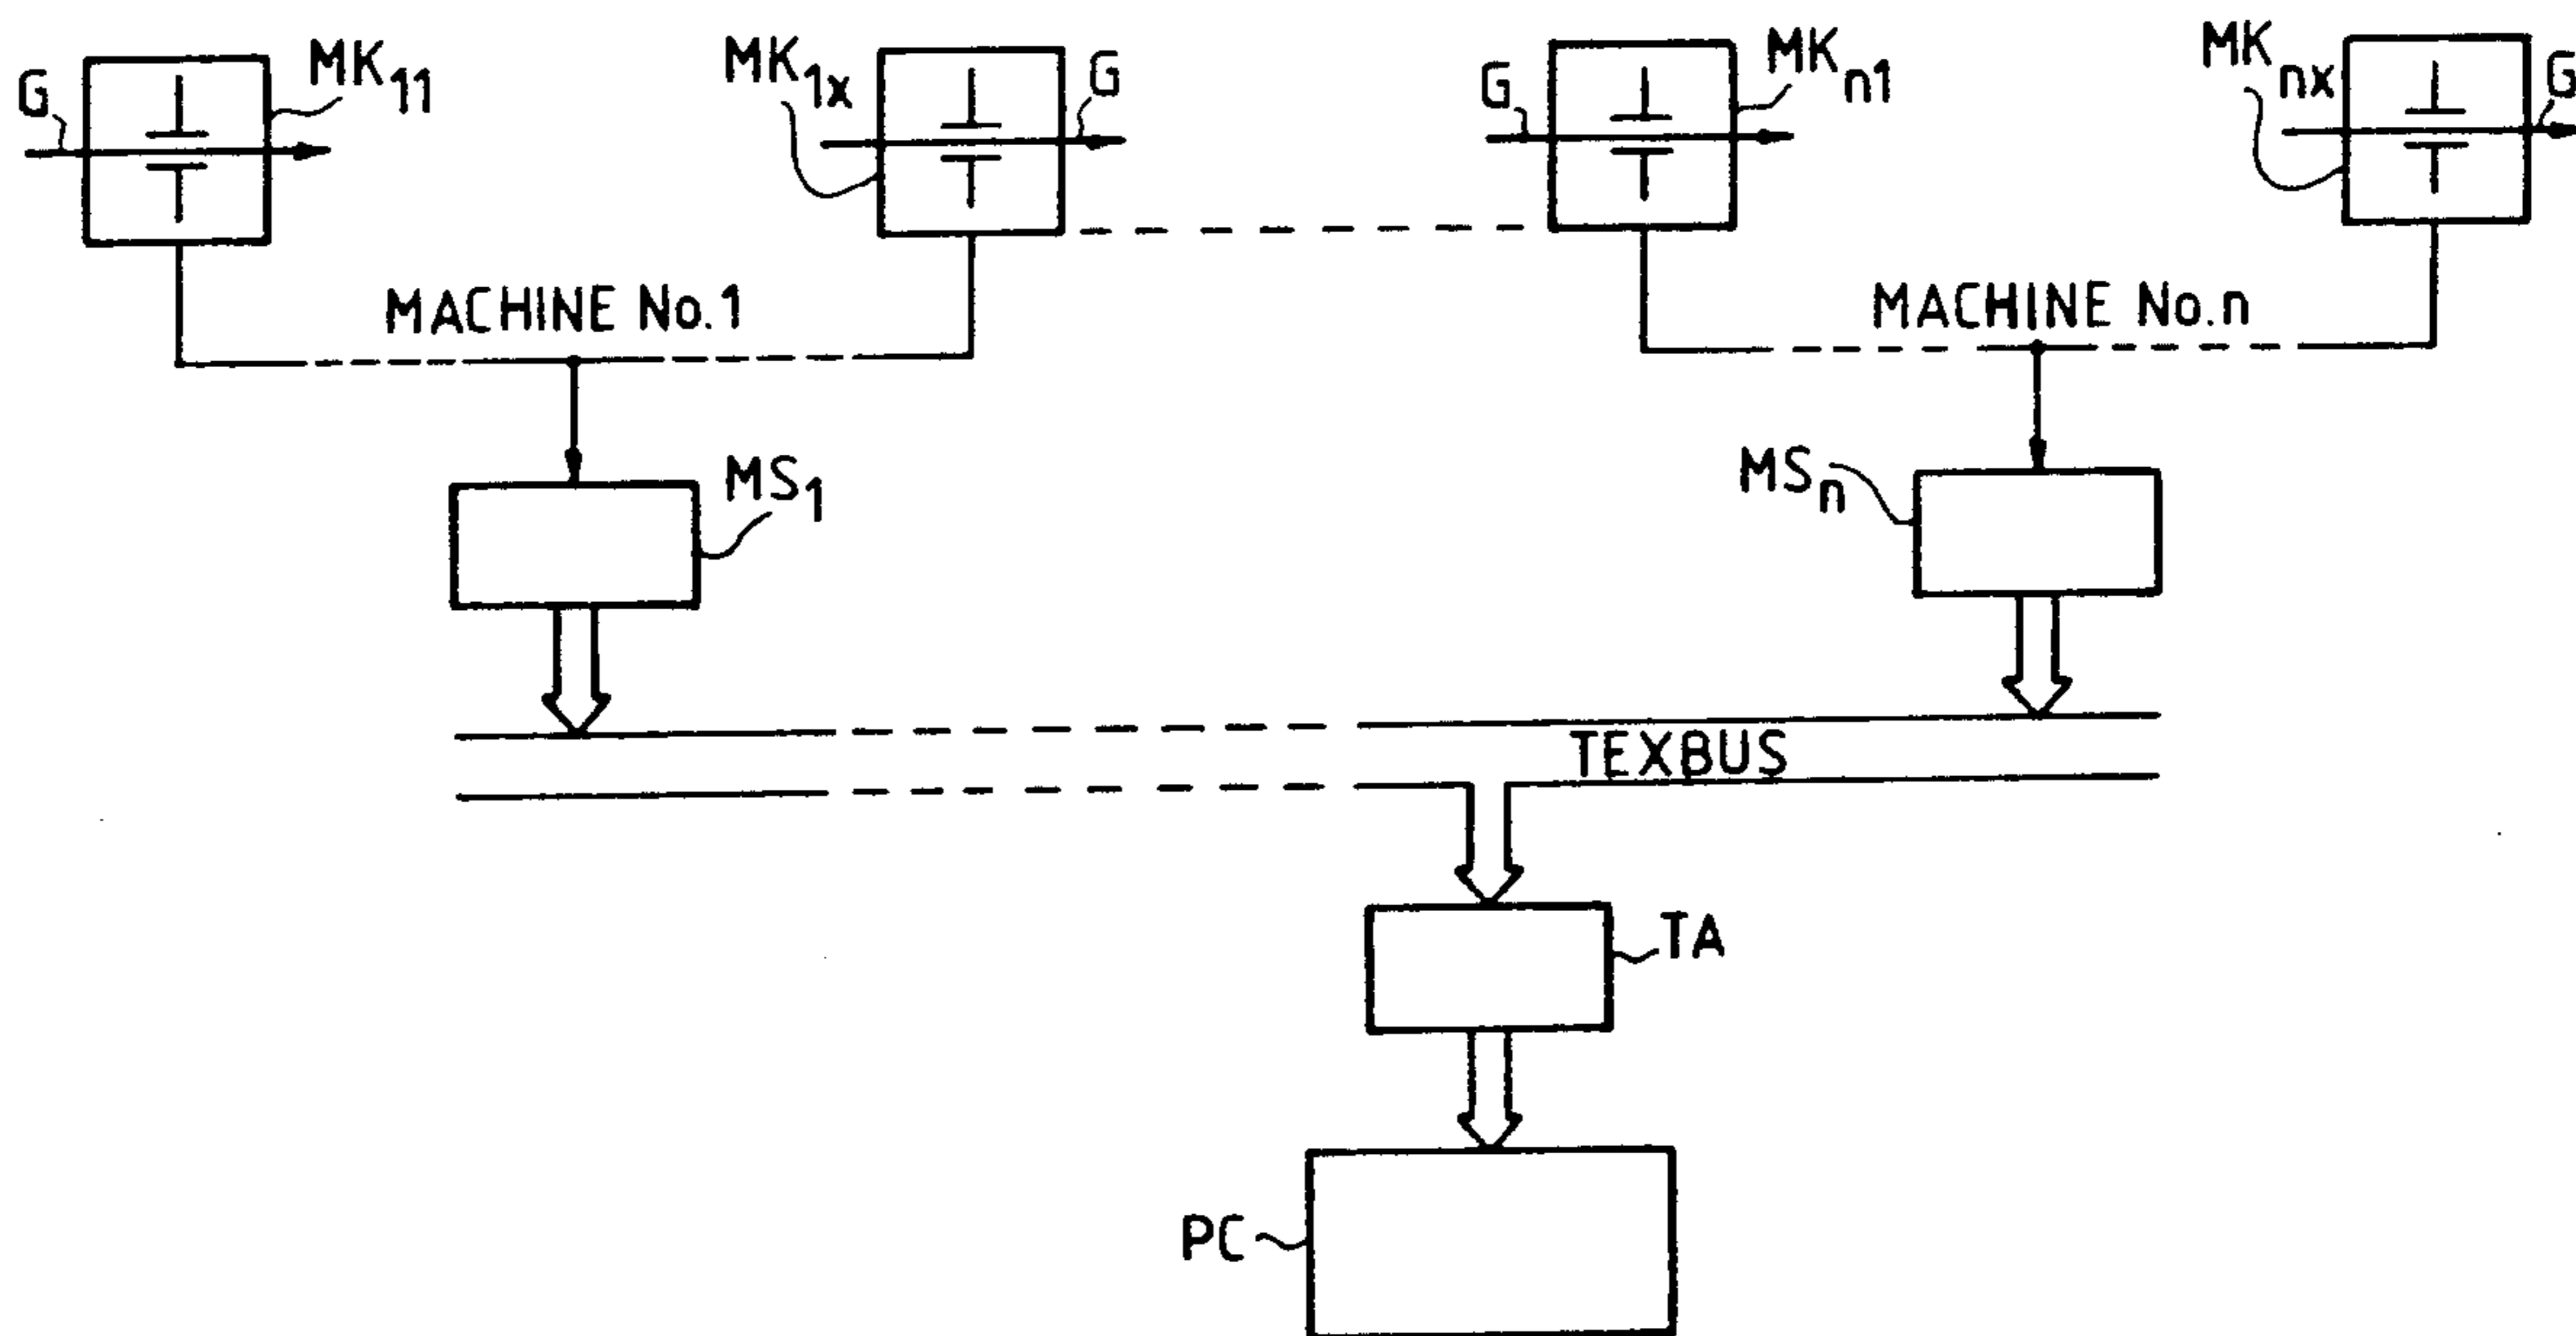 G
MK11
MK1x
G
G
MKn1
MKnx
G
MACHINE No.1
MACHINE No.n
MS1
MSn
TEXBUS
TA
PC